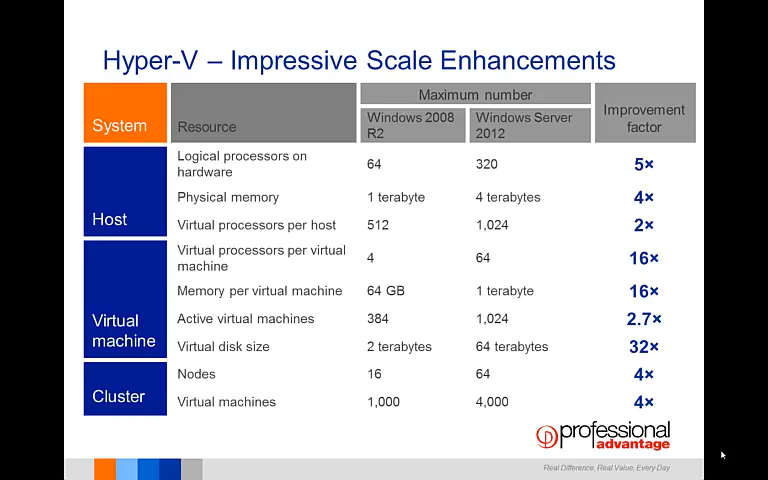 Hyper-V – Impressive Scale Enhancements
System
Resource
Maximum number
Windows 2008
R2
Windows Server
2012
Improvement
factor
Host
Logical processors on
hardware
64
320
5×
Physical memory
1 terabyte
4 terabytes
4×
Virtual processors per host
512
1,024
2×
Virtual
machine
Virtual processors per virtual
machine
4
64
16×
Memory per virtual machine
64 GB
1 terabyte
16×
Active virtual machines
384
1,024
2.7×
Virtual disk size
2 terabytes
64 terabytes
32×
Cluster
Nodes
16
64
4×
Virtual machines
1,000
4,000
4×
professional
advantage
Real Difference, Real Value, Every Day